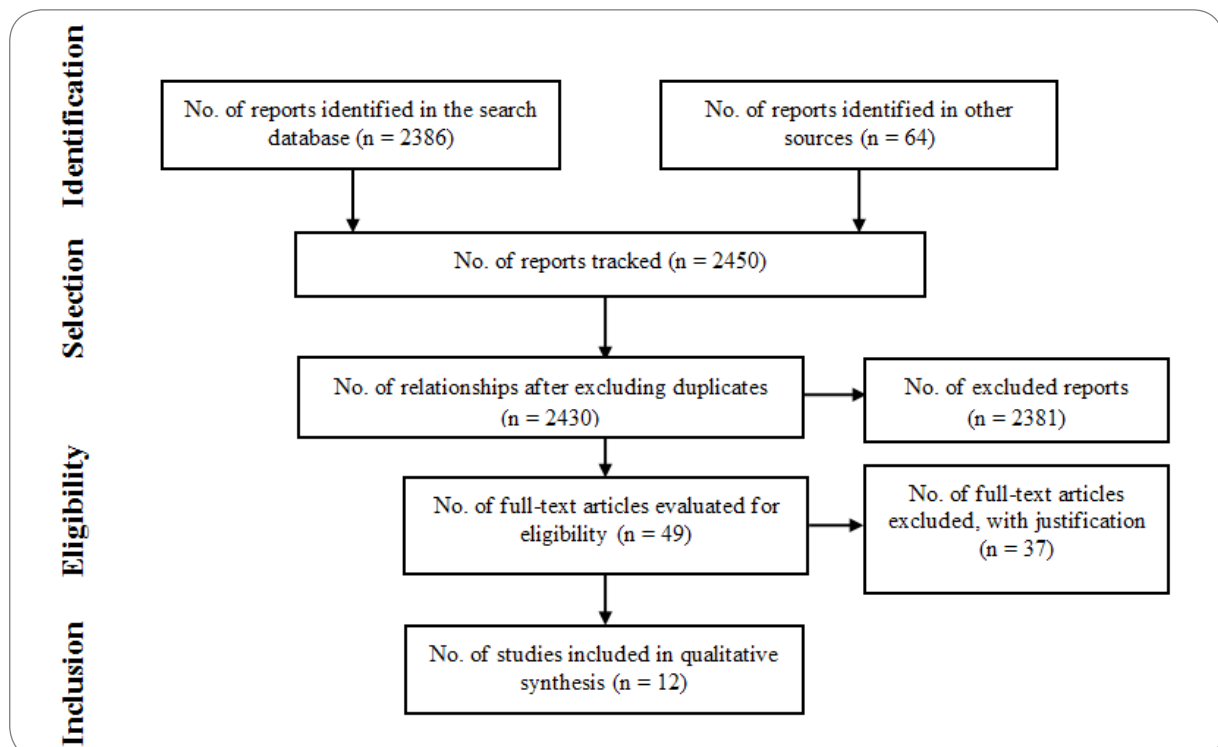 Identification
No. of reports identified in the search
database (n = 2386)
No. of reports identified in other
sources (n = 64)
Selection
No. of reports tracked (n = 2450)
No. of relationships after excluding duplicates
(n = 2430)
No. of excluded reports
(n = 2381)
Eligibility
No. of full-text articles evaluated for
eligibility (n = 49)
No. of full-text articles
excluded, with justification
(n = 37)
Inclusion
No. of studies included in qualitative
synthesis (n = 12)